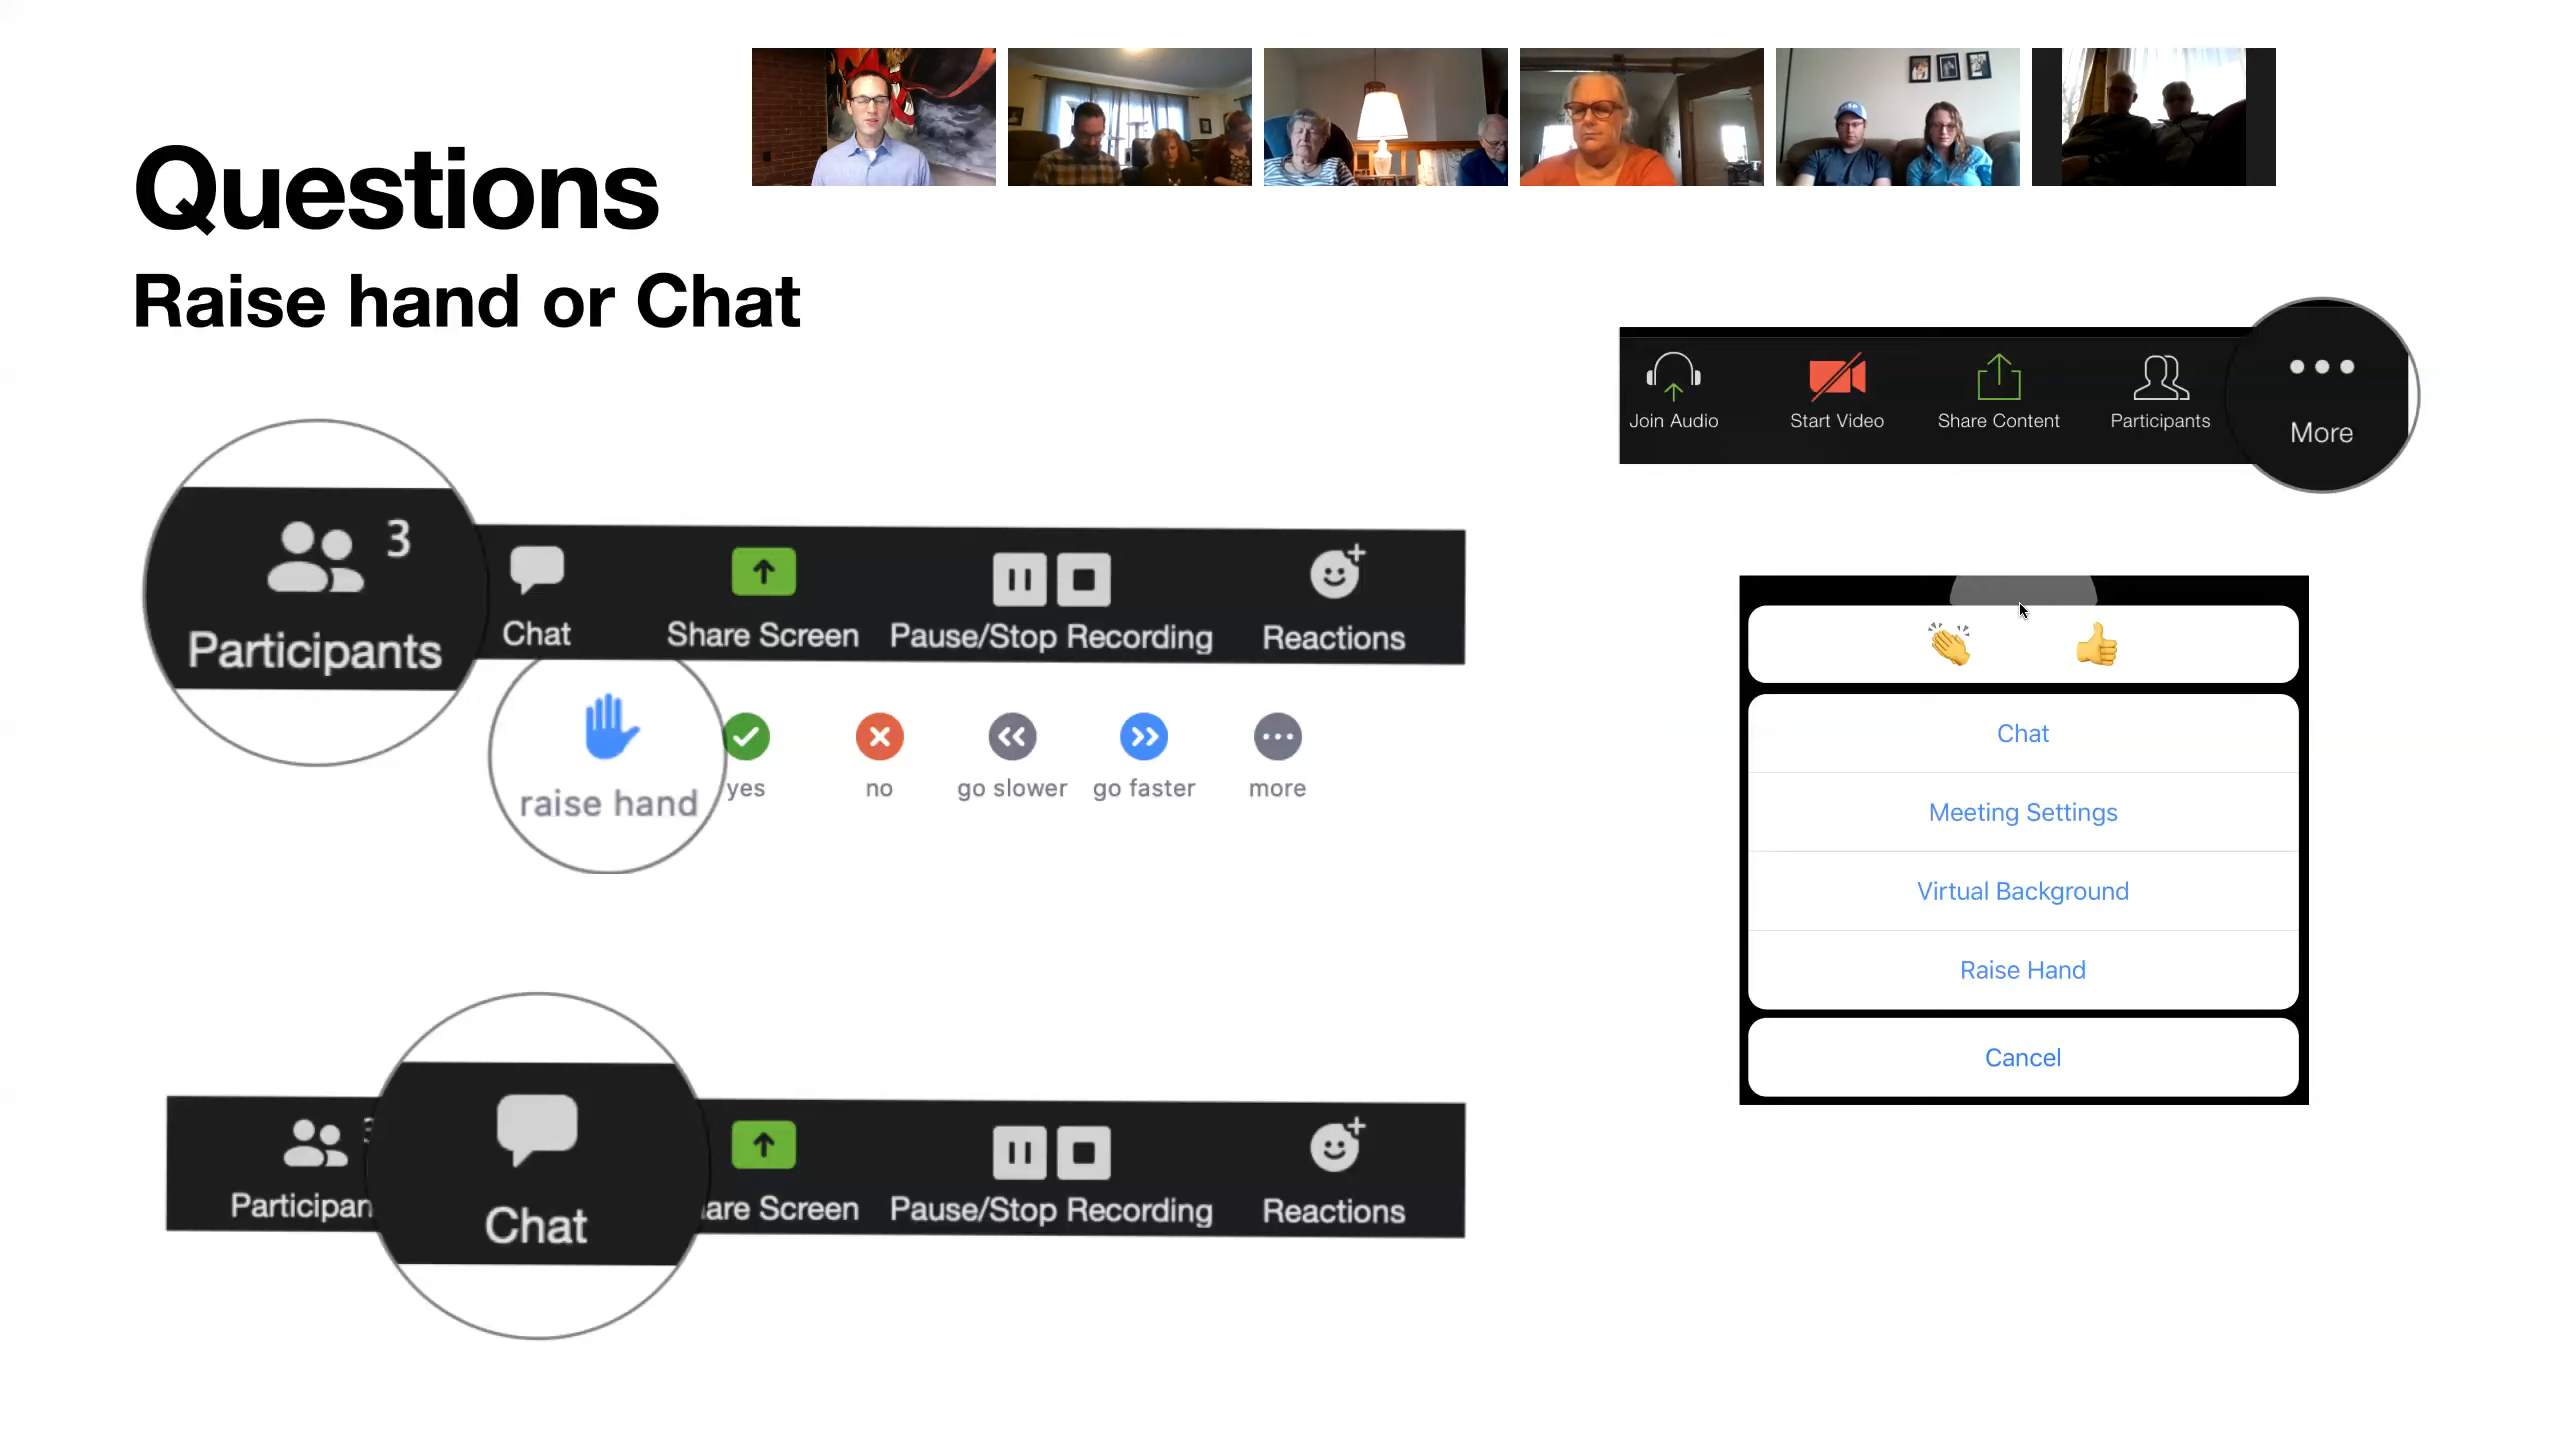 Questions
Raise hand or Chat
Join Audio
Start Video
Share Content
Participants
More
3
Participants
Chat
Share Screen
Pause/Stop Recording
Reactions
raise hand
yes
no
go slower
go faster
more
Chat
Meeting Settings
Virtual Background
Raise Hand
Cancel
Participan
Chat
are Screen
Pause/Stop Recording
Reactions